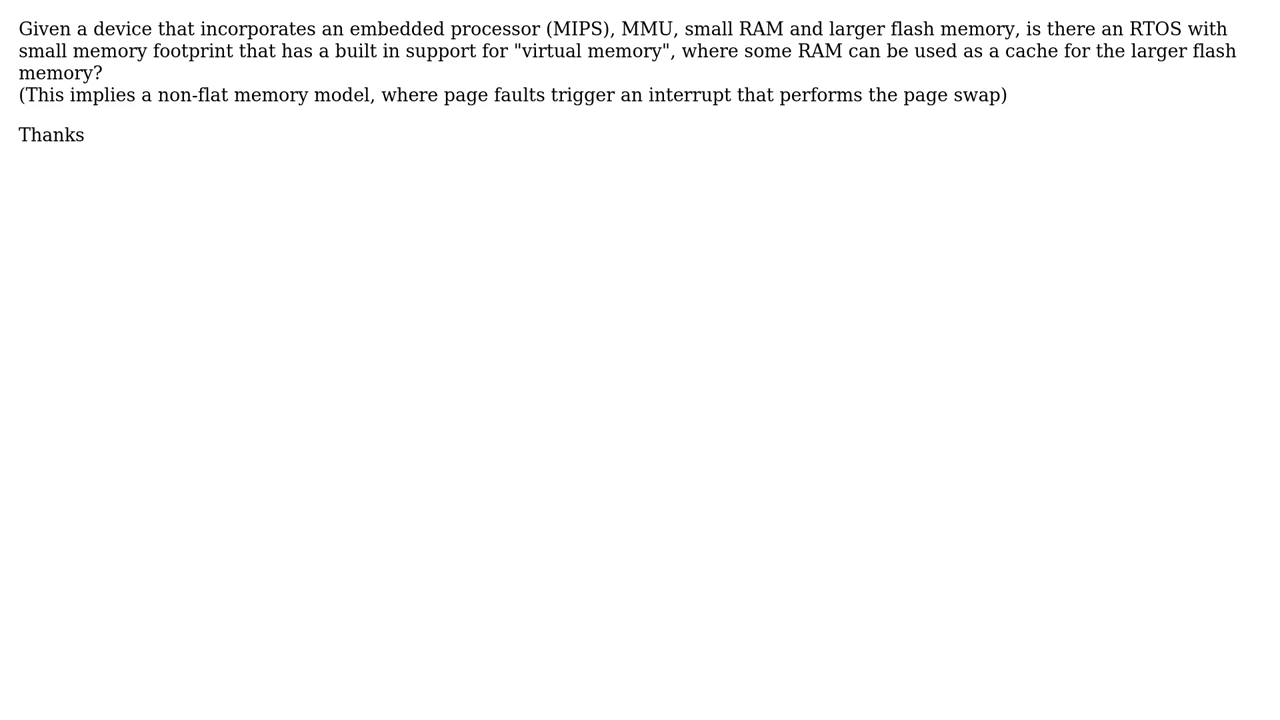 Given a device that incorporates an embedded processor (MIPS), MMU, small RAM and larger flash memory, is there an RTOS with
small memory footprint that has a built in support for "virtual memory", where some RAM can be used as a cache for the larger flash
memory?
(This implies a non-flat memory model, where page faults trigger an interrupt that performs the page swap)
Thanks